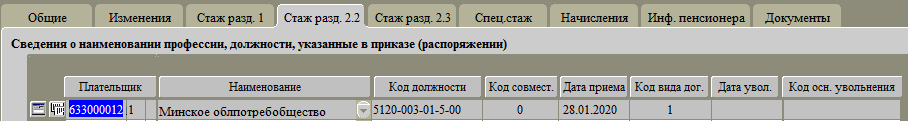 Общие Изменения Стаж разд. 1 Стаж разд. 2.2 Стаж разд. 2.3 Спец.стаж Начисления Инф. пенсионера Документы
Сведения о наименовании профессии, должности, указанные в приказе (распоряжении)
Плательщик Наименование Код должности Код совмест. Дата приема Код вида дог. Дата увол. Код осн. увольнения
633000012 1 Минское облпотребобщество 5120-003-01-5-00 0 28.01.2020 1